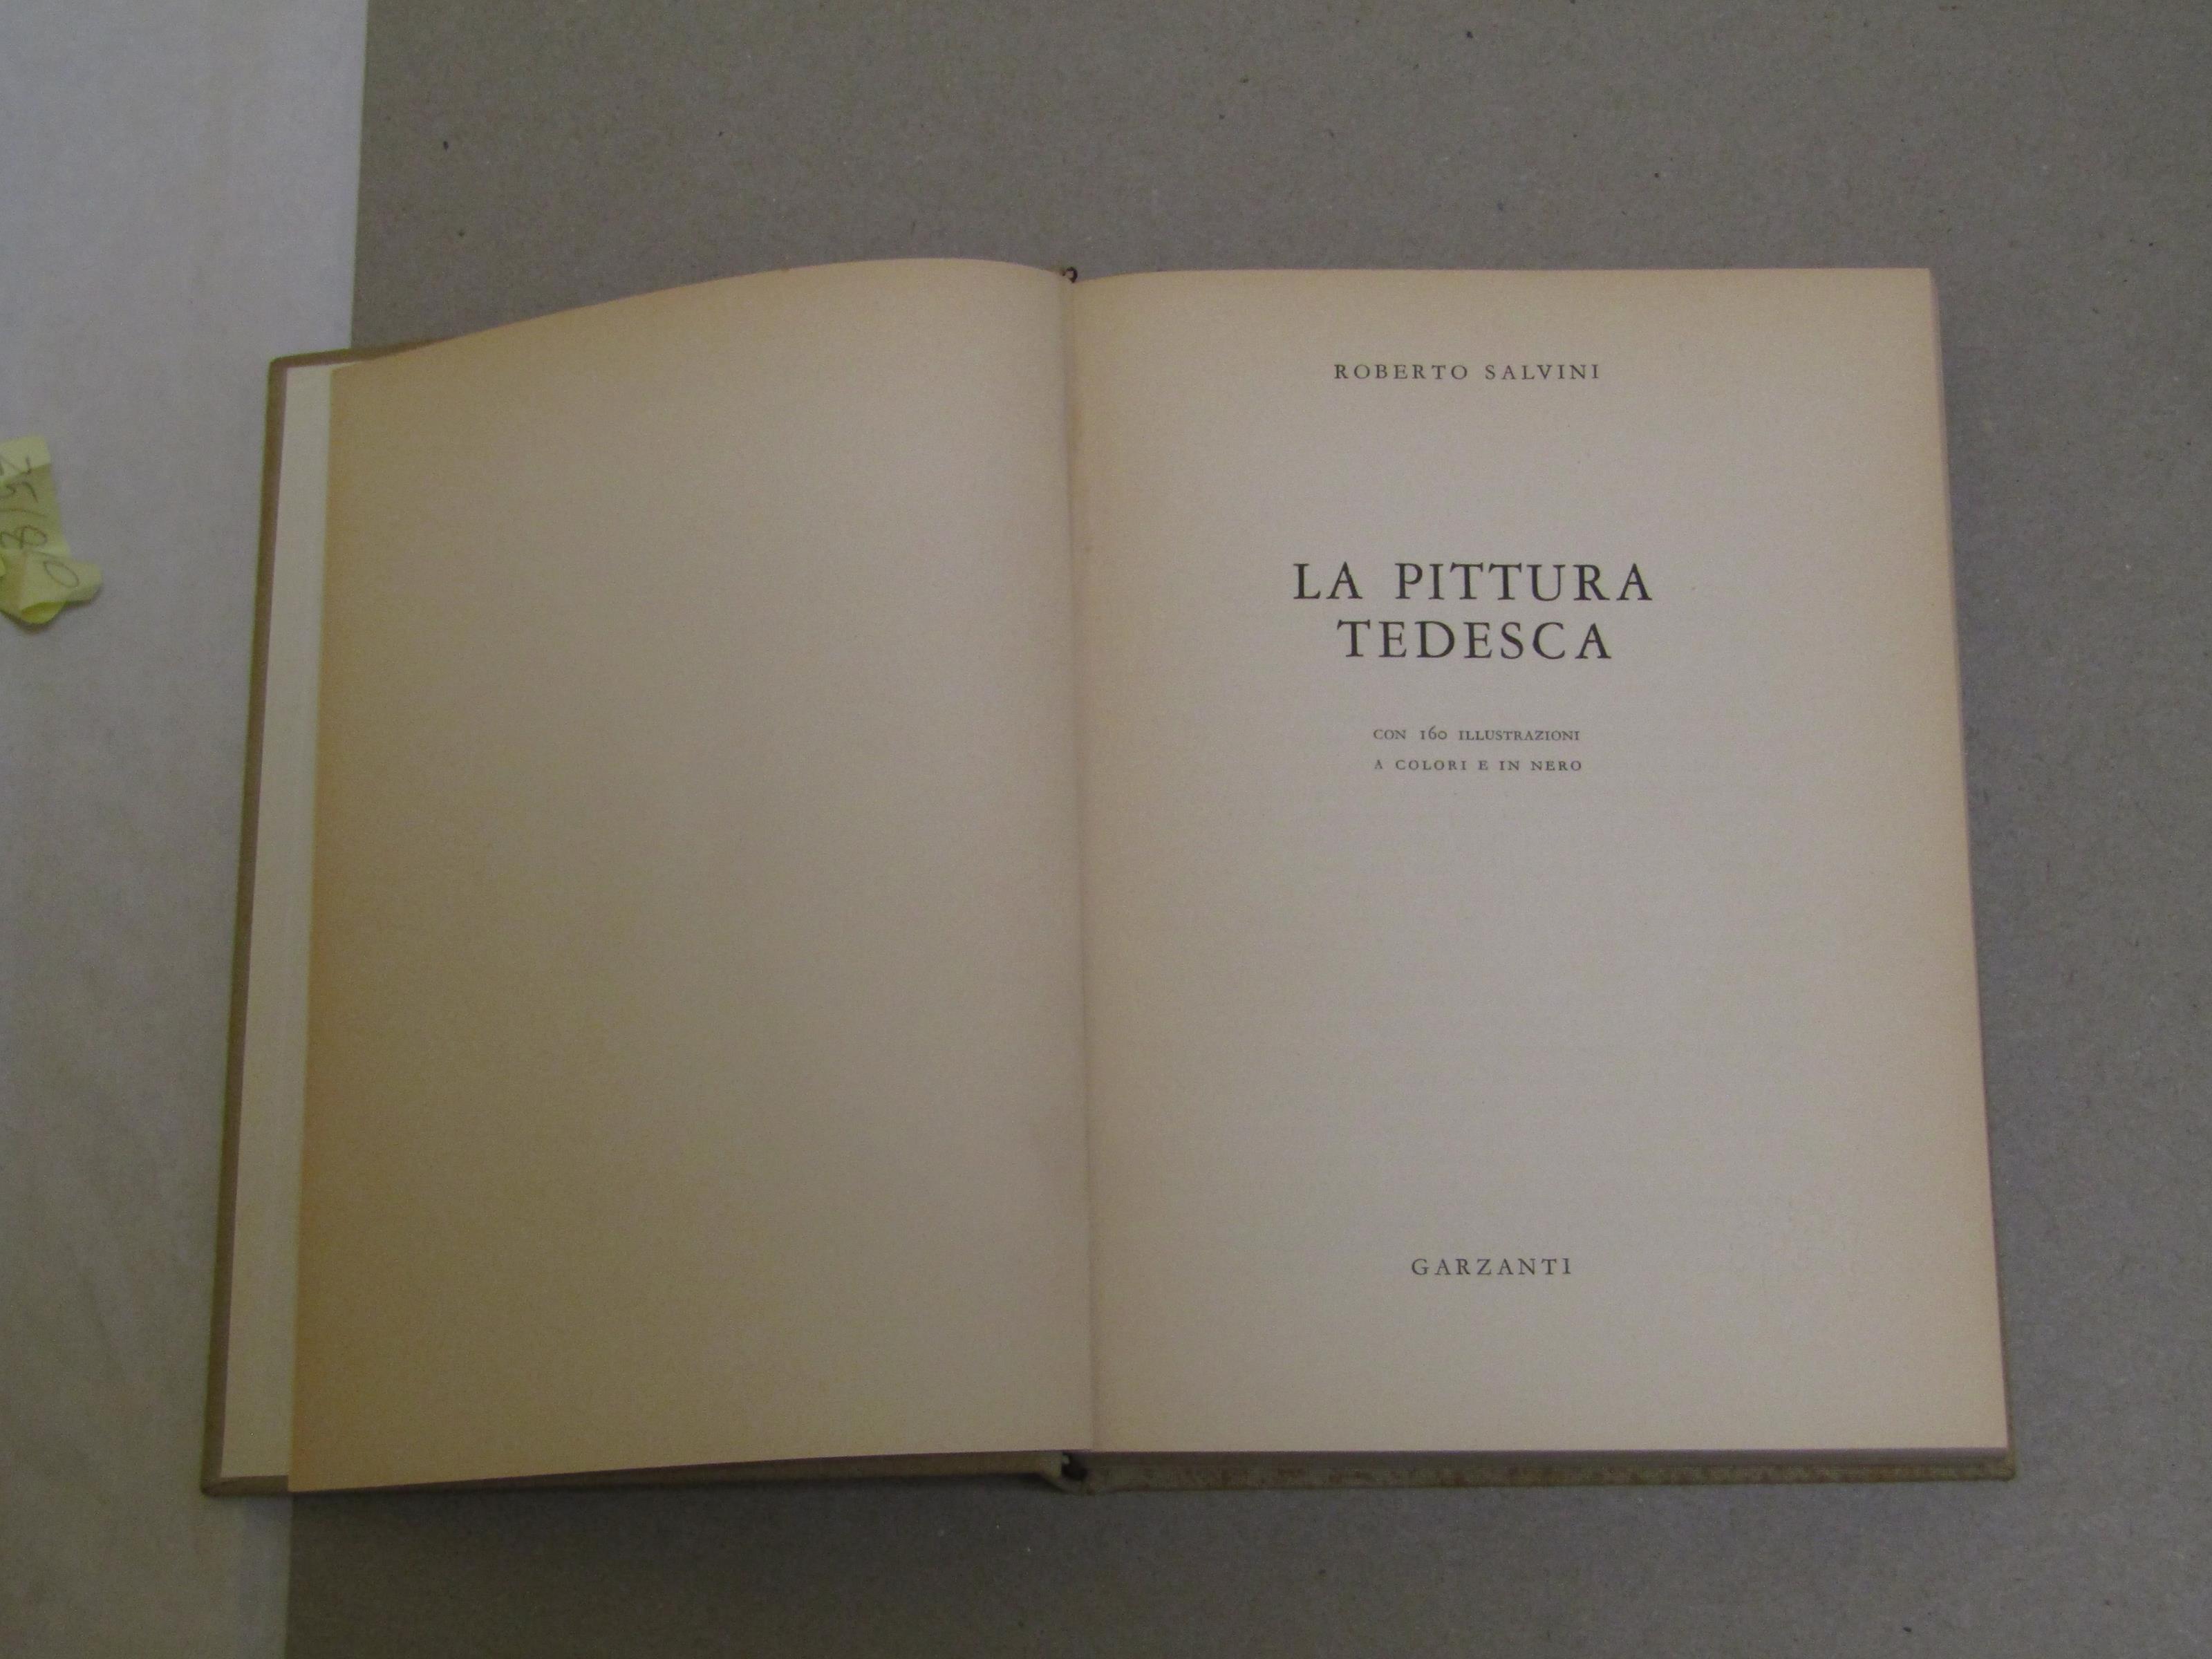 ROBERTO SALVINI
LA PITTURA
TEDESCA
CON 160 ILLUSTRAZIONI
A COLORI E IN NERO
GARZANTI